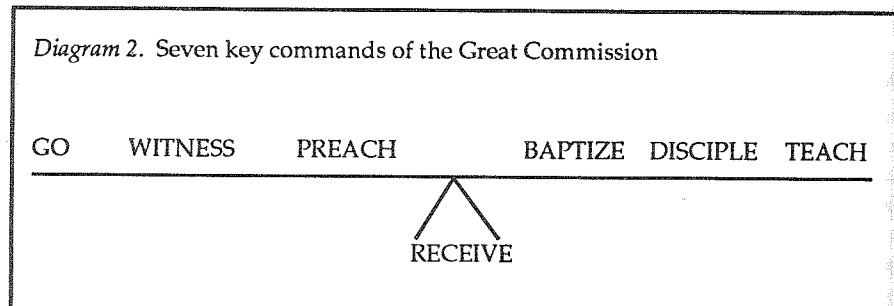 Diagram 2. Seven key commands of the Great Commission
GO WITNESS PREACH BAPTIZE DISCIPLE TEACH
RECEIVE